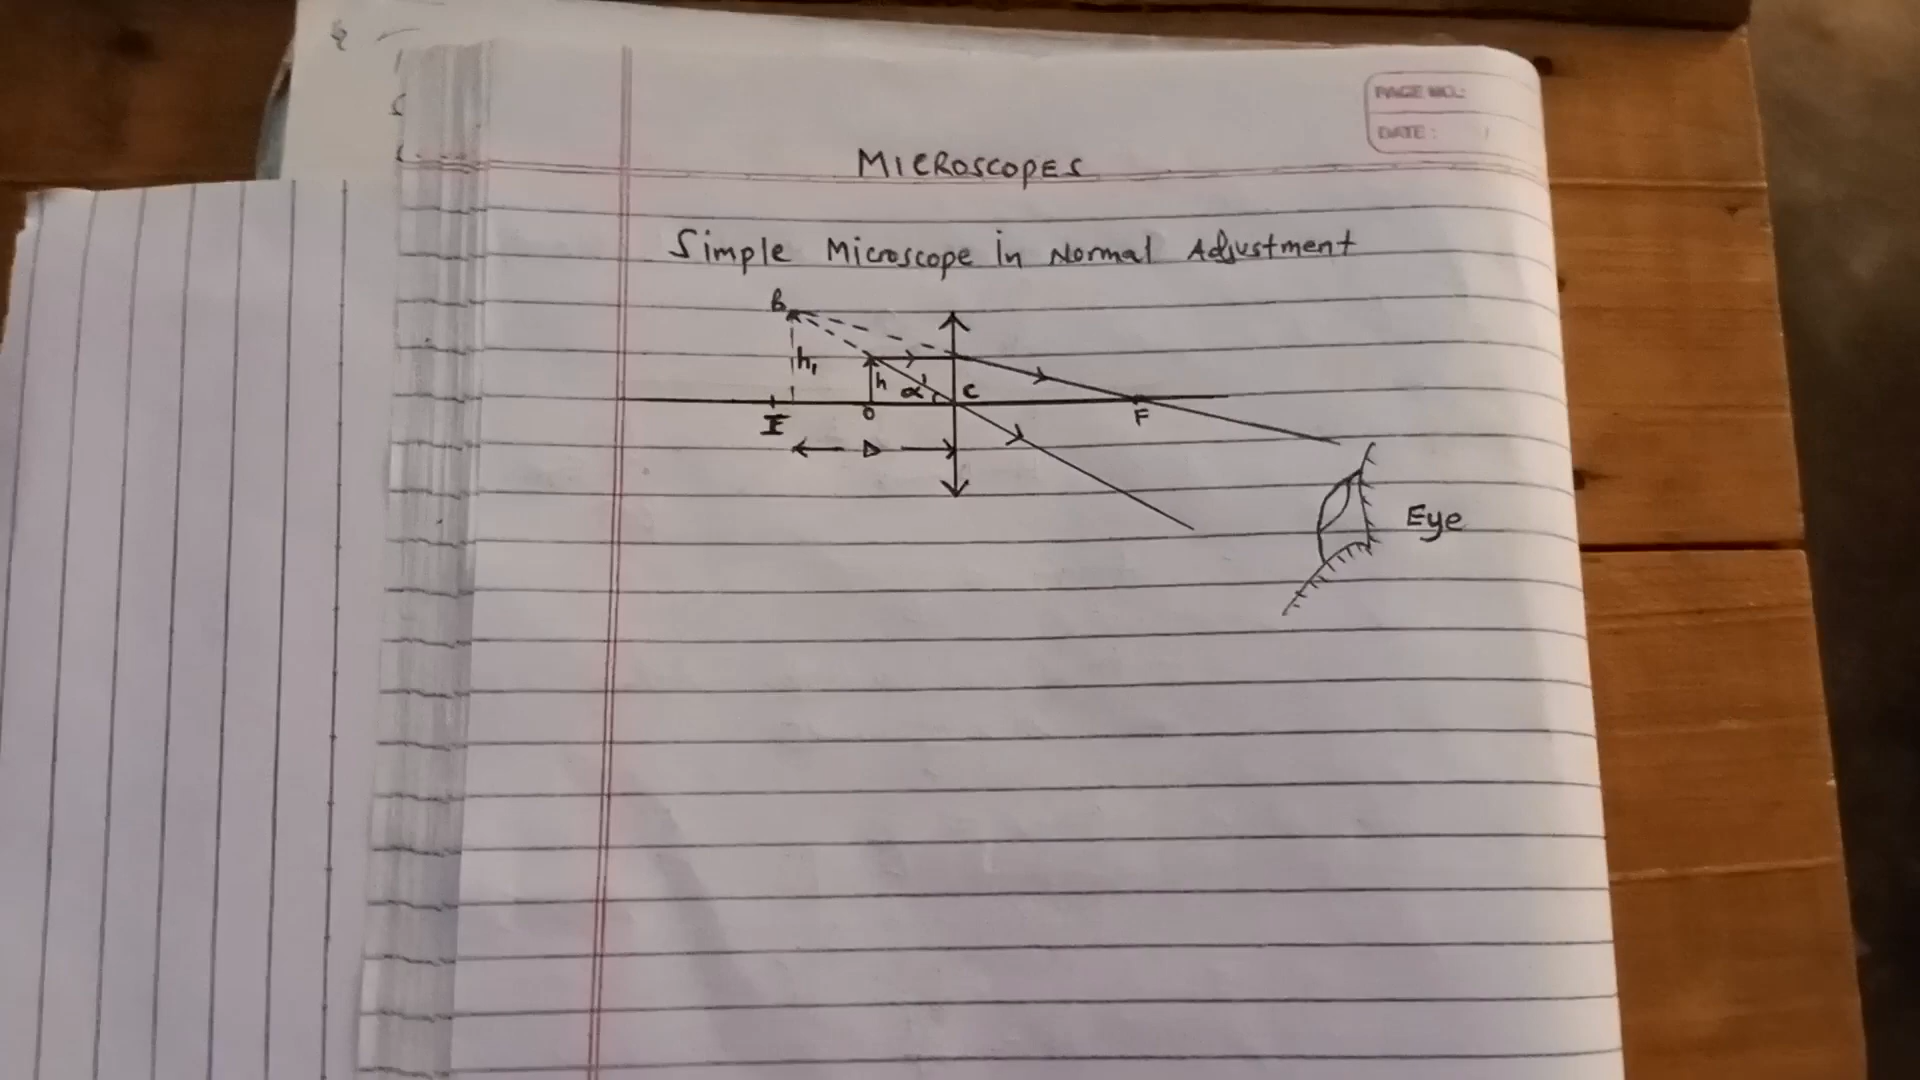 PAGE NO.:
DATE: /
MICROSCOPES
Simple Microscope in Normal Adjustment
B
h₁
h α' C
I O F
D
Eye